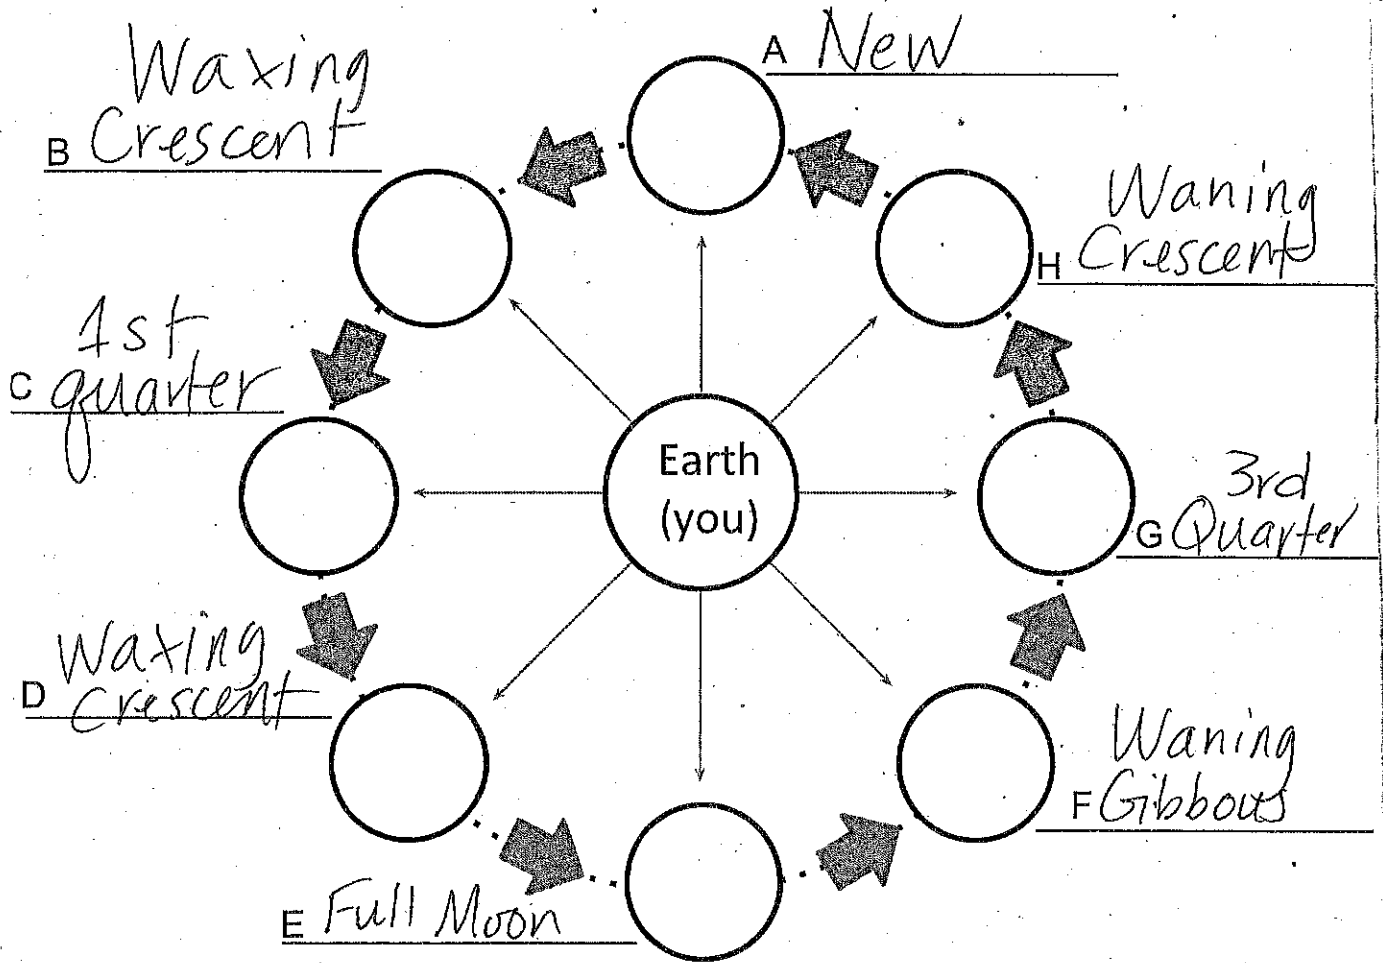 A New
Waxing
B Crescent
Waning
H Crescent
1st
C quarter
Earth
(you)
3rd
G Quarter
Waxing
D crescent
Waning
F Gibbous
E Full Moon